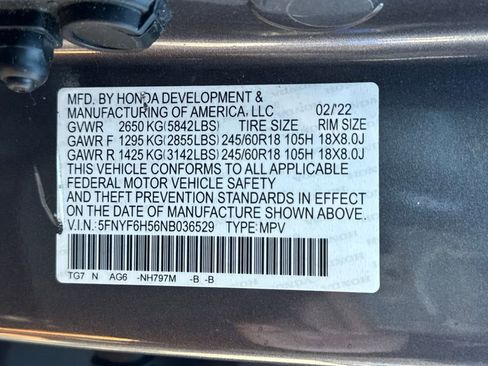 MFD. BY HONDA DEVELOPMENT &
MANUFACTURING OF AMERICA, LLC 02/'22
GVWR 2650 KG(5842LBS) TIRE SIZE RIM SIZE
GAWR F 1295 KG(2855LBS) 245/60R18 105H 18X8.0J
GAWR R 1425 KG(3142LBS) 245/60R18 105H 18X8.0J
THIS VEHICLE CONFORMS TO ALL APPLICABLE
FEDERAL MOTOR VEHICLE SAFETY
AND THEFT PREVENTION STANDARDS IN EFFECT
ON THE DATE OF MANUFACTURE SHOWN ABOVE.
V.I.N.: 5FNYF6H56NB036529 TYPE: MPV
TG7 N AG6 -NH797M -B -B